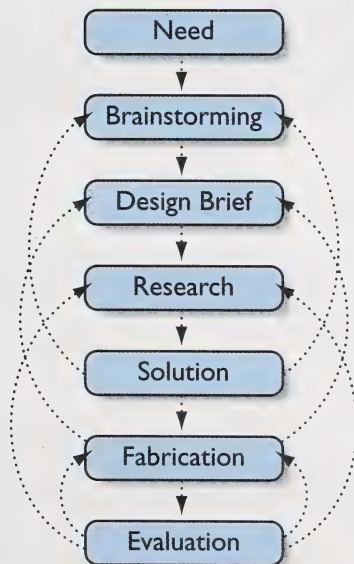 Need
Brainstorming
Design Brief
Research
Solution
Fabrication
Evaluation